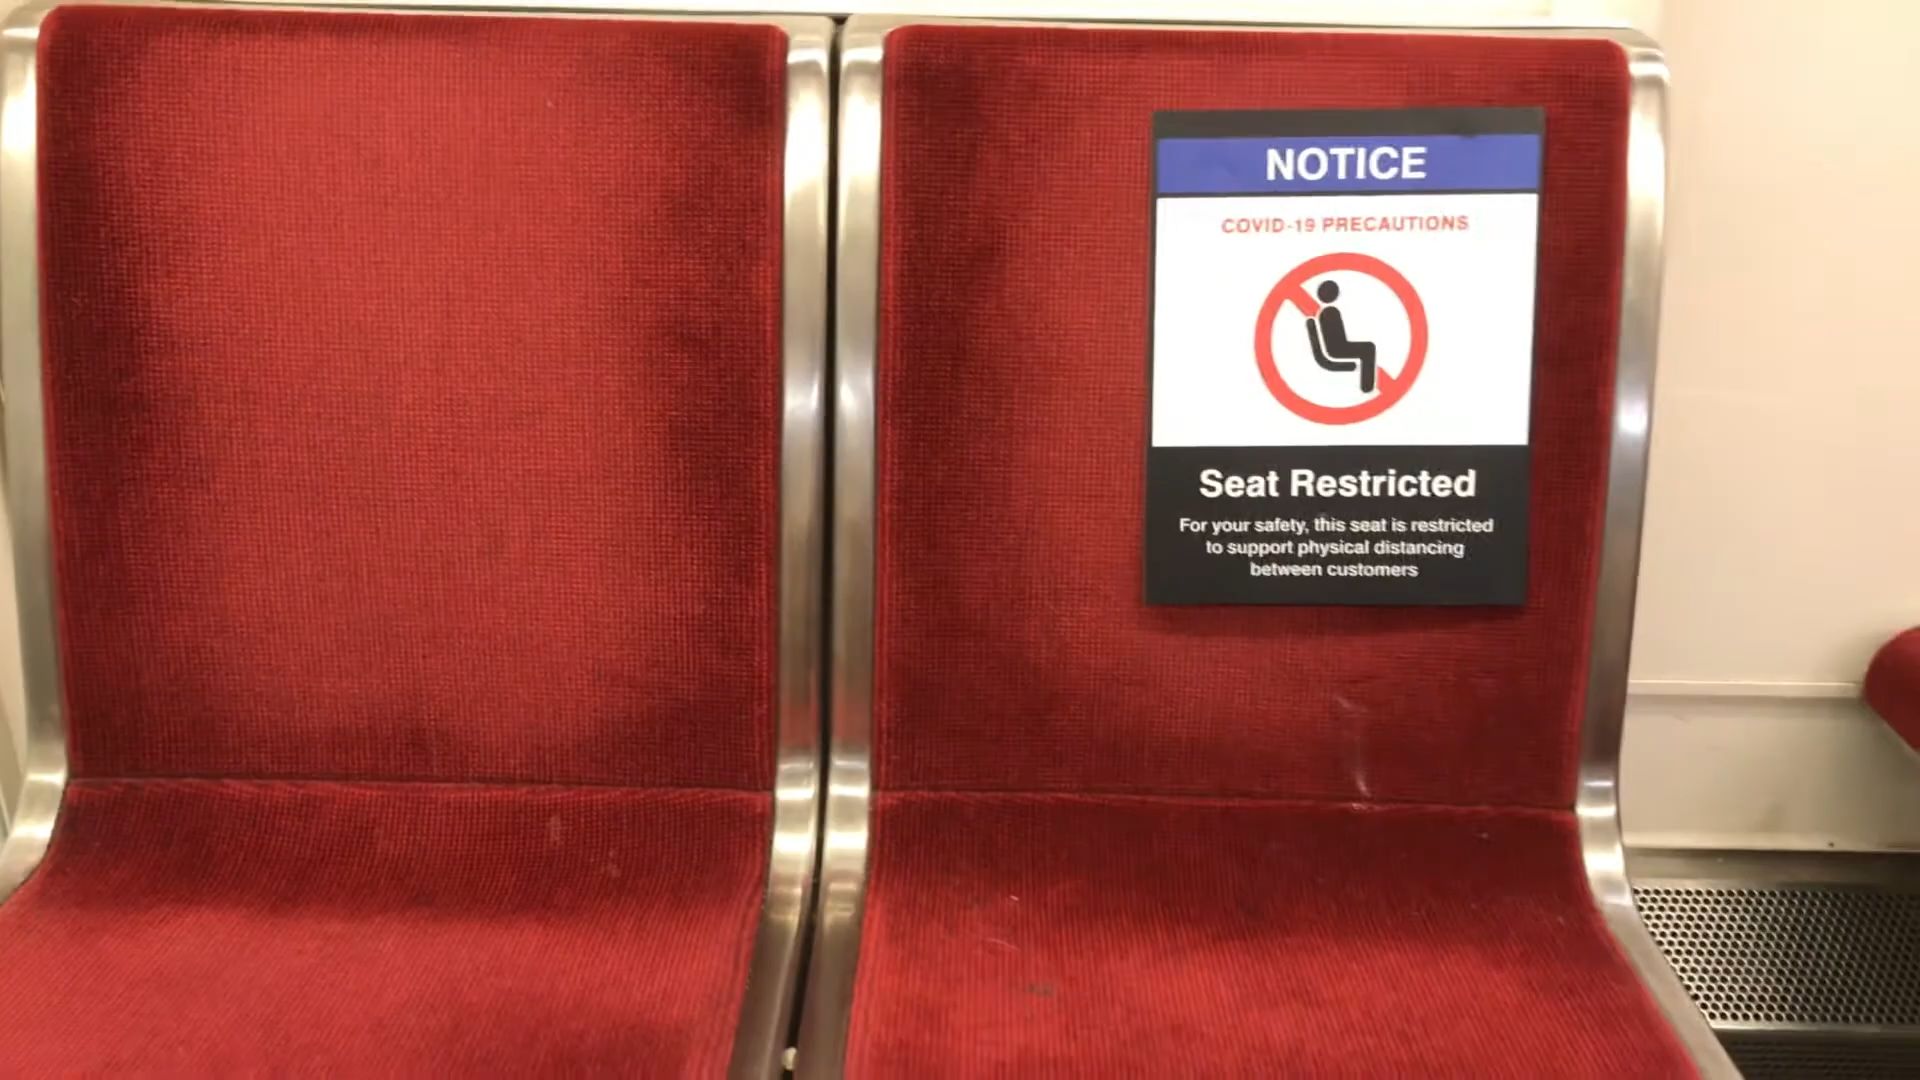 NOTICE
COVID-19 PRECAUTIONS
Seat Restricted
For your safety, this seat is restricted
to support physical distancing
between customers